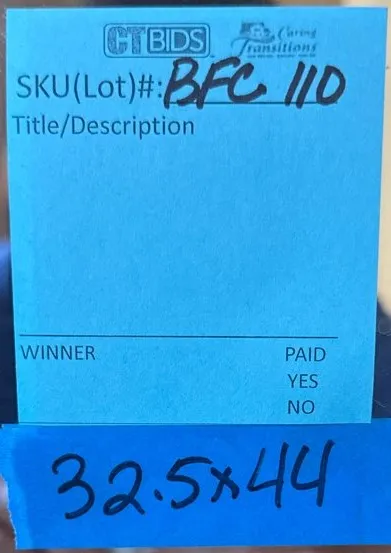 CTBIDS Caring
Transitions
SKU(Lot)#: BFC 110
Title/Description
WINNER PAID
YES
NO
32.5x44